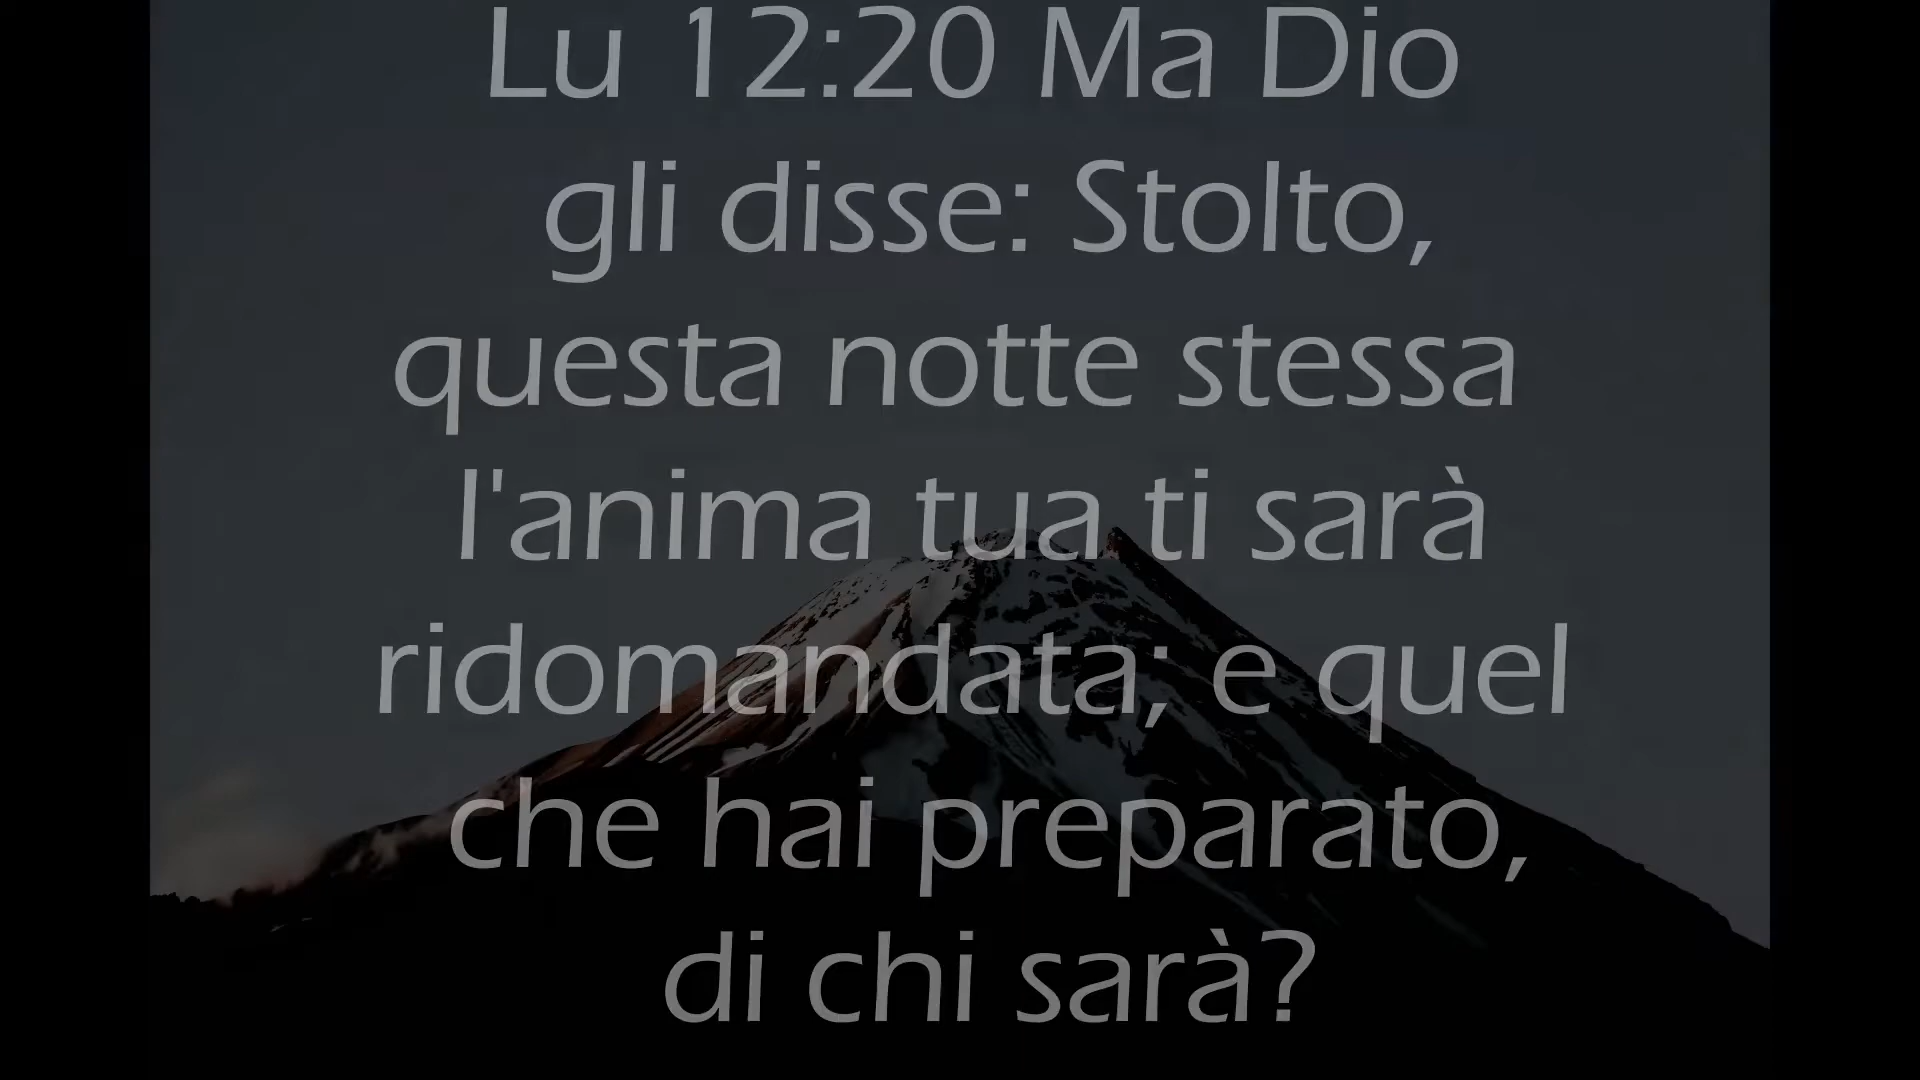 Lu 12:20 Ma Dio
gli disse: Stolto,
questa notte stessa
l'anima tua ti sarà
ridomandata; e quel
che hai preparato,
di chi sarà?